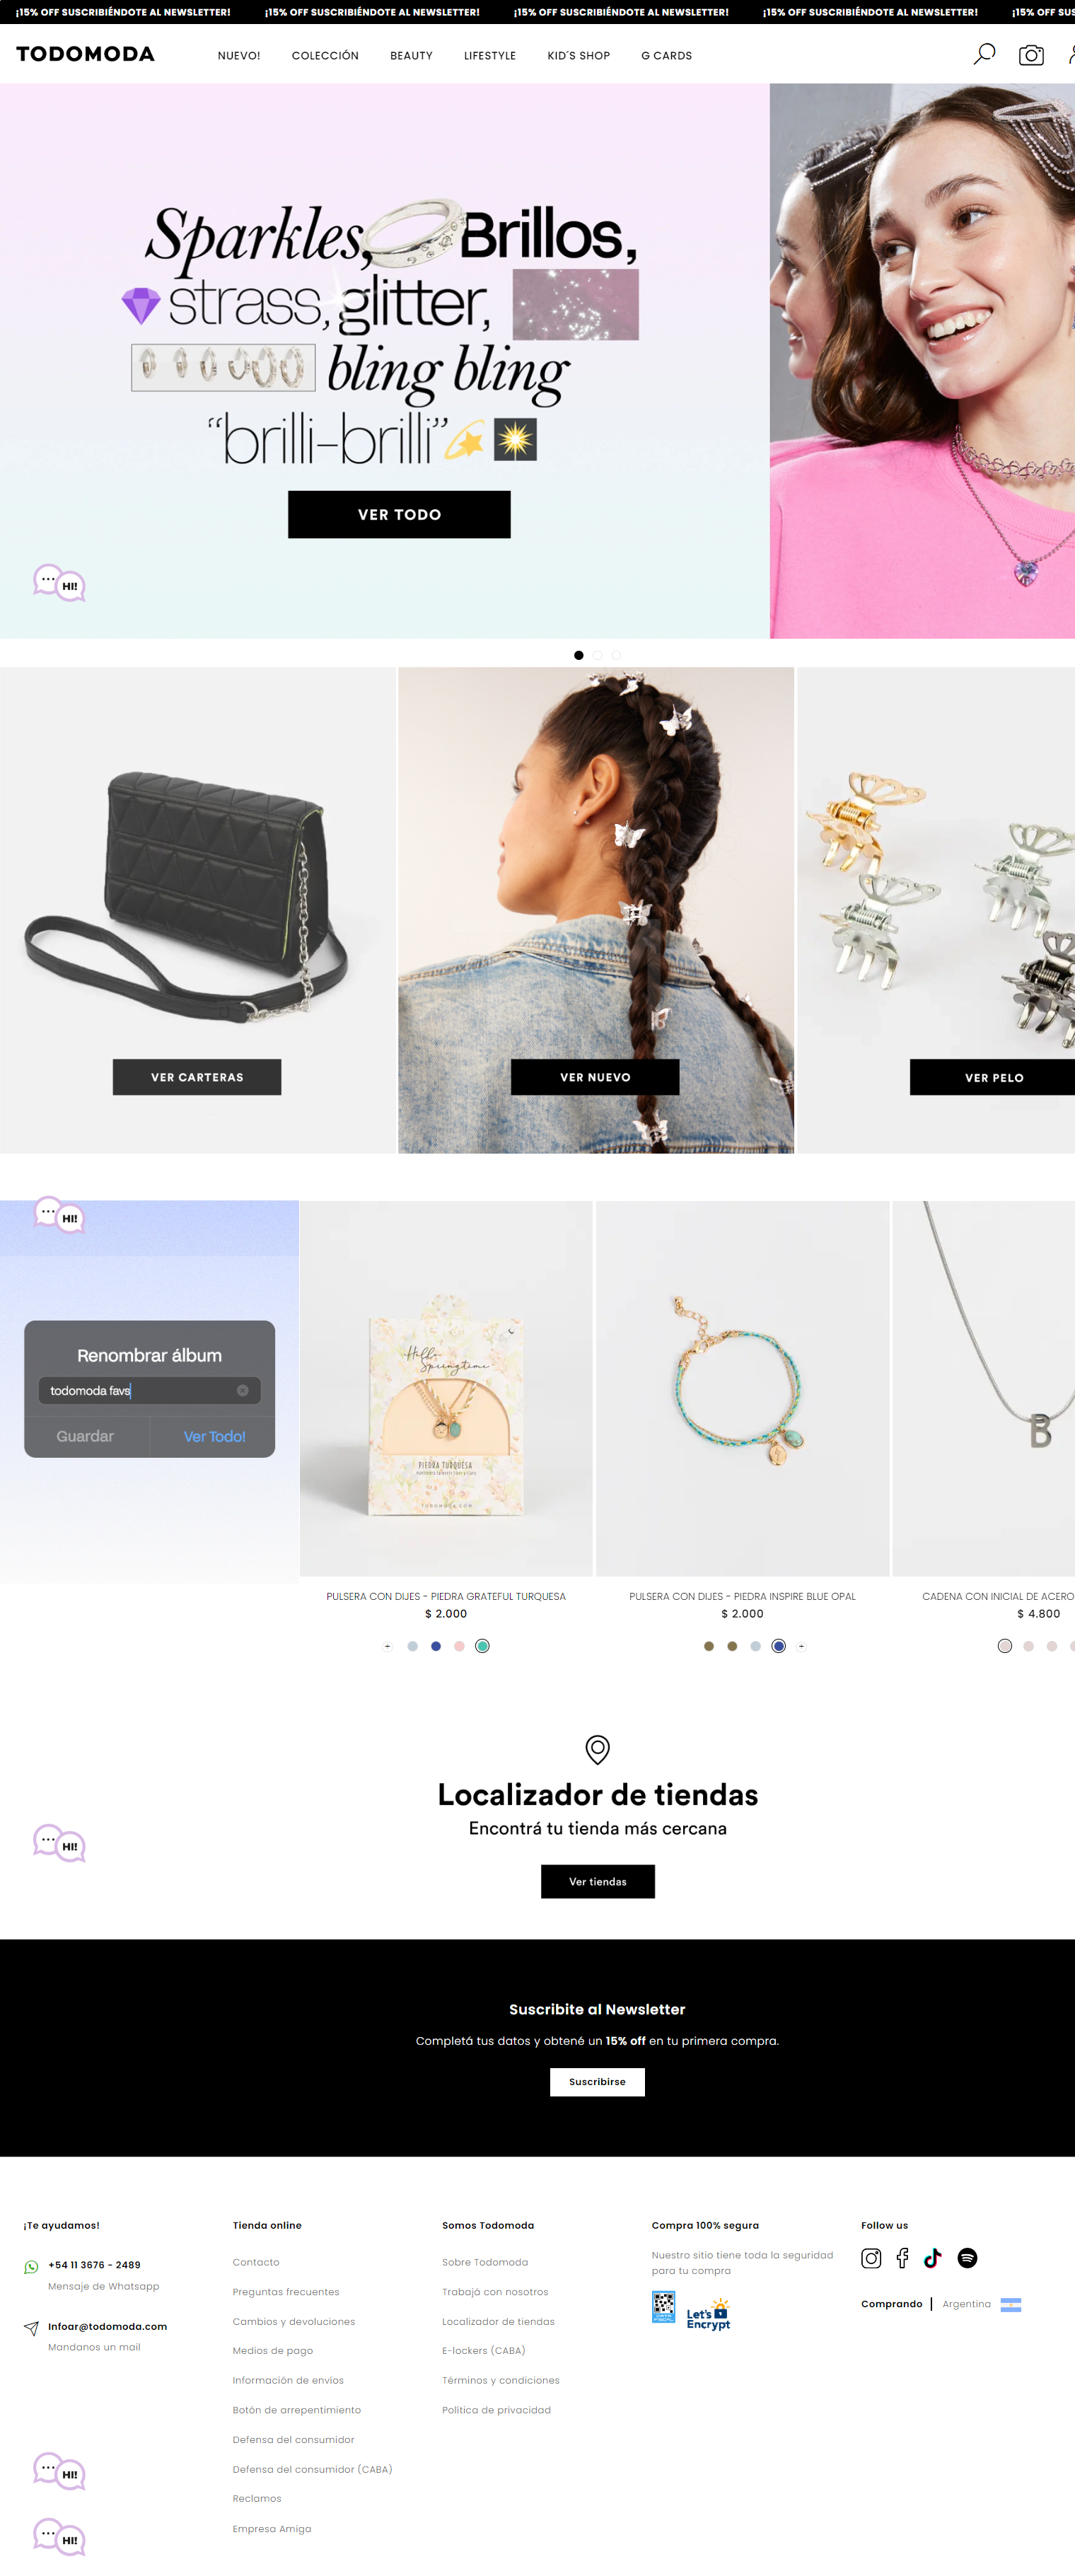 ¡15% OFF SUSCRIBIÉNDOTE AL NEWSLETTER! ¡15% OFF SUSCRIBIÉNDOTE AL NEWSLETTER! ¡15% OFF SUSCRIBIÉNDOTE AL NEWSLETTER! ¡15% OFF SUSCRIBIÉNDOTE AL NEWSLETTER! ¡15% OFF
TODOMODA NUEVO! COLECCIÓN BEAUTY LIFESTYLE KID´S SHOP G CARDS
Sparkles, Brillos,
strass, glitter,
bling bling
“brilli-brilli”
VER TODO
HI!
VER CARTERAS VER NUEVO VER PELO
HI!
Renombrar álbum
todomoda favs
Guardar Ver Todo!
Hello
Springtime
PIEDRA TURQUESA
TODOMODA.COM
B
PULSERA CON DIJES - PIEDRA GRATEFUL TURQUESA
$ 2.000
PULSERA CON DIJES - PIEDRA INSPIRE BLUE OPAL
$ 2.000
CADENA CON INICIAL DE ACERO
$ 4.800
Localizador de tiendas
Encontrá tu tienda más cercana
HI!
Ver tiendas
Suscribite al Newsletter
Completá tus datos y obtené un 15% off en tu primera compra.
Suscribirse
¡Te ayudamos!
+54 11 3676 - 2489
Mensaje de Whatsapp
Infoar@todomoda.com
Mandanos un mail
Tienda online
Contacto
Preguntas frecuentes
Cambios y devoluciones
Medios de pago
Información de envíos
Botón de arrepentimiento
Defensa del consumidor
Defensa del consumidor (CABA)
Reclamos
Empresa Amiga
Somos Todomoda
Sobre Todomoda
Trabajá con nosotros
Localizador de tiendas
E-lockers (CABA)
Términos y condiciones
Política de privacidad
Compra 100% segura
Nuestro sitio tiene toda la seguridad
para tu compra
Let's
Encrypt
Follow us
Comprando | Argentina
HI!
HI!